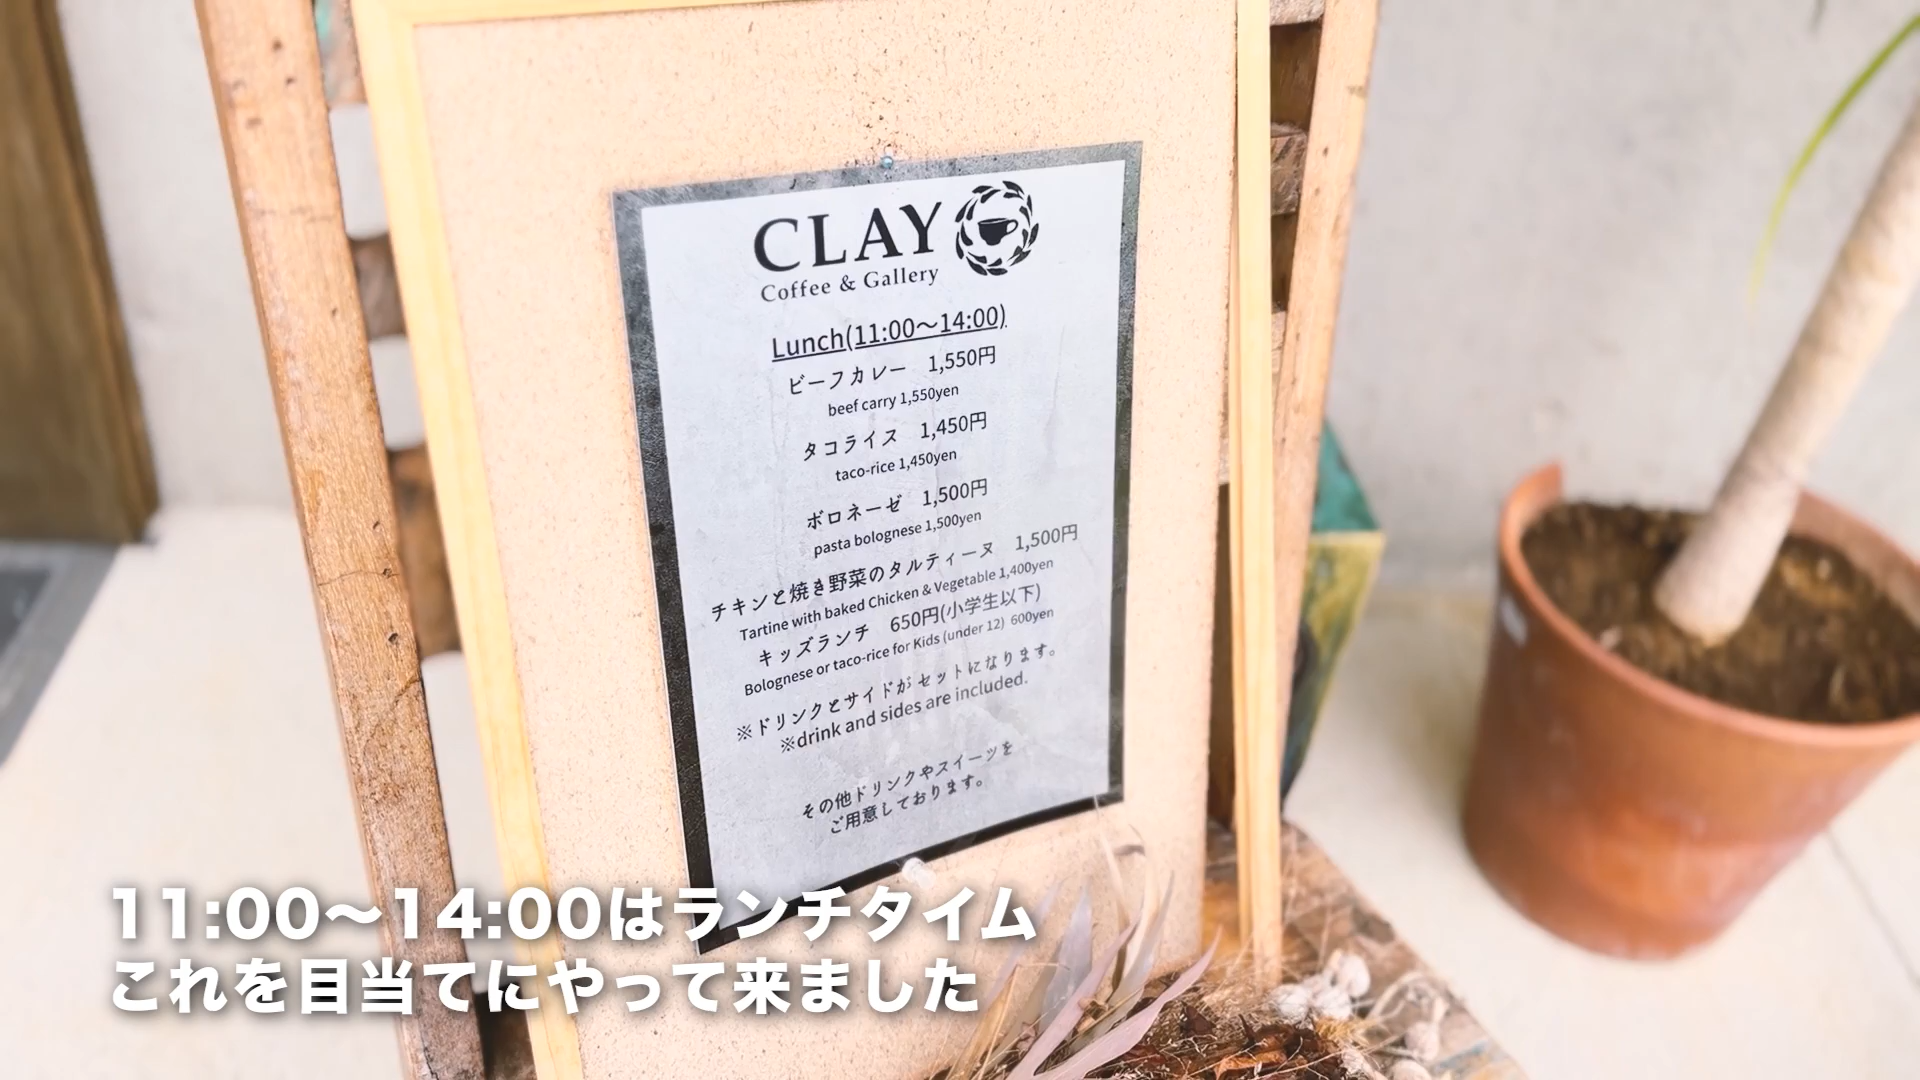 CLAY
Coffee & Gallery
Lunch(11:00〜14:00)
ビーフカレー 1,550円
beef carry 1,550yen
タコライス 1,450円
taco-rice 1,450yen
ボロネーゼ 1,500円
pasta bolognese 1,500yen
チキンと焼き野菜のタルティーヌ 1,500円
Tartine with baked Chicken & Vegetable 1,400yen
キッズランチ 650円(小学生以下)
Bolognese or taco-rice for Kids (under 12) 600yen
※ドリンクとサイドがセットになります。
※drink and sides are included.
その他ドリンクやスイーツを
ご用意しております。
11:00〜14:00はランチタイム
これを目当てにやって来ました